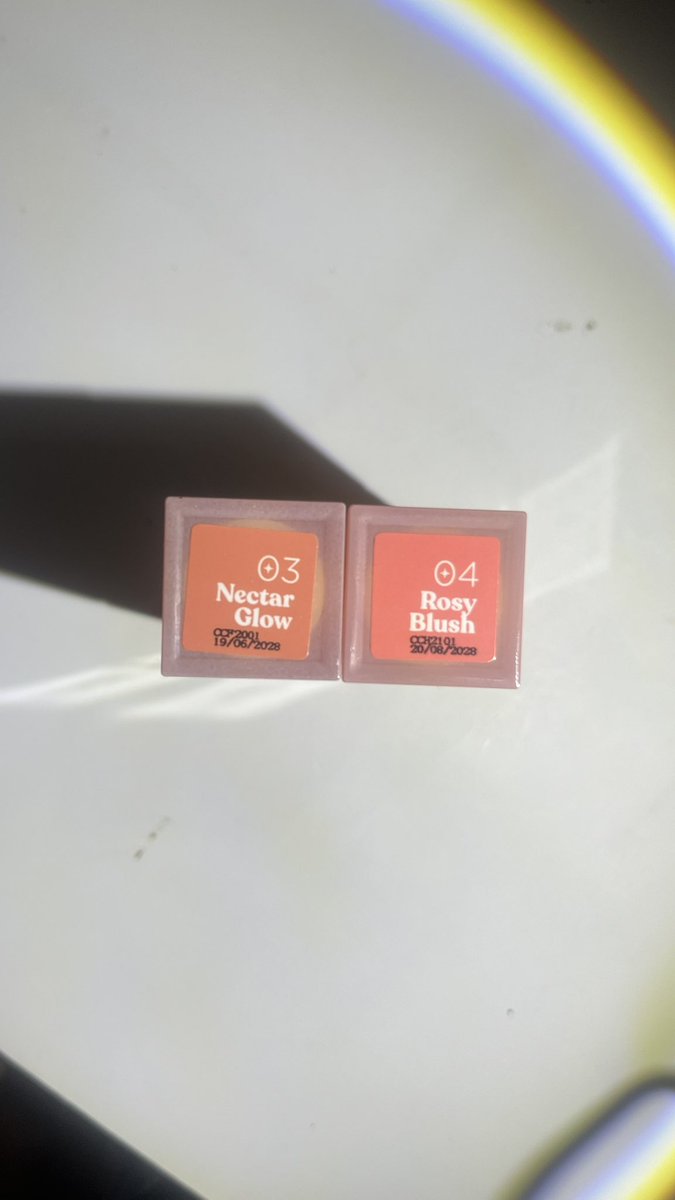 03
Nectar
Glow
19/06/2028
04
Rosy
Blush
CCH2101
20/08/2028